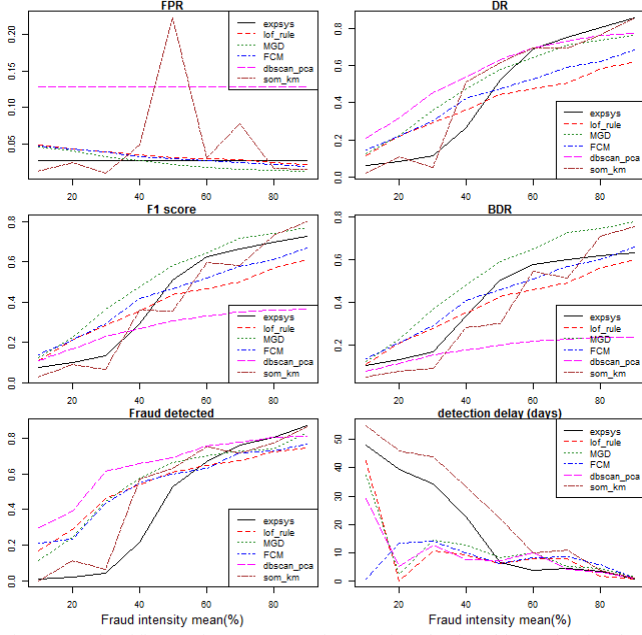 FPR
DR
0.20
0.15
0.10
0.05
expsys
lof_rule
MGD
FCM
dbscan_pca
som_km
20 40 60 80
0.8
0.6
0.4
0.2
0.0
expsys
lof_rule
MGD
FCM
dbscan_pca
som_km
20 40 60 80
F1 score
BDR
0.8
0.6
0.4
0.2
0.0
expsys
lof_rule
MGD
FCM
dbscan_pca
som_km
20 40 60 80
0.8
0.6
0.4
0.2
expsys
lof_rule
MGD
FCM
dbscan_pca
som_km
20 40 60 80
Fraud detected
detection delay (days)
0.8
0.6
0.4
0.2
0.0
expsys
lof_rule
MGD
FCM
dbscan_pca
som_km
20 40 60 80
Fraud intensity mean(%)
50
40
30
20
10
0
expsys
lof_rule
MGD
FCM
dbscan_pca
som_km
20 40 60 80
Fraud intensity mean(%)